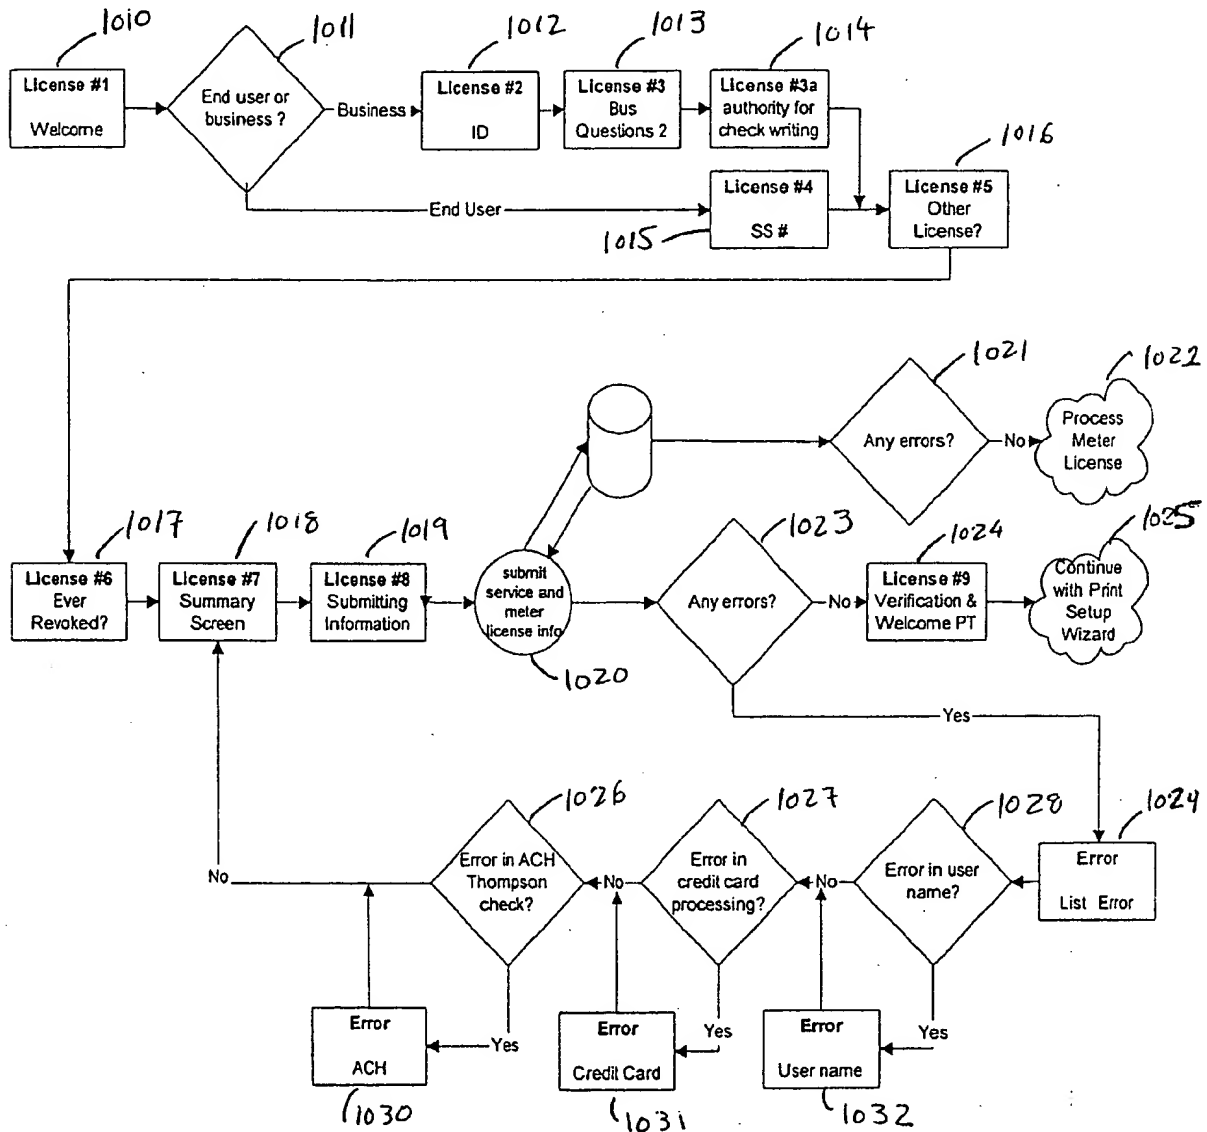 1010
1011
1012
1013
1014
License #1
Welcome
End user or
business ?
Business
License #2
ID
License #3
Bus
Questions 2
License #3a
authority for
check writing
1016
End User
License #4
SS #
1015
License #5
Other
License?
1021
1022
Any errors?
No
Process
Meter
License
1017
1018
1019
1023
1024
1025
License #6
Ever
Revoked?
License #7
Summary
Screen
License #8
Submitting
Information
submit
service and
meter
license info
1020
Any errors?
No
License #9
Verification &
Welcome PT
Continue
with Print
Setup
Wizard
Yes
1026
1027
1028
1029
No
Error in ACH
Thompson
check?
No
Error in
credit card
processing?
No
Error in user
name?
Error
List Error
Error
ACH
Yes
1030
Error
Credit Card
Yes
1031
Error
User name
Yes
1032